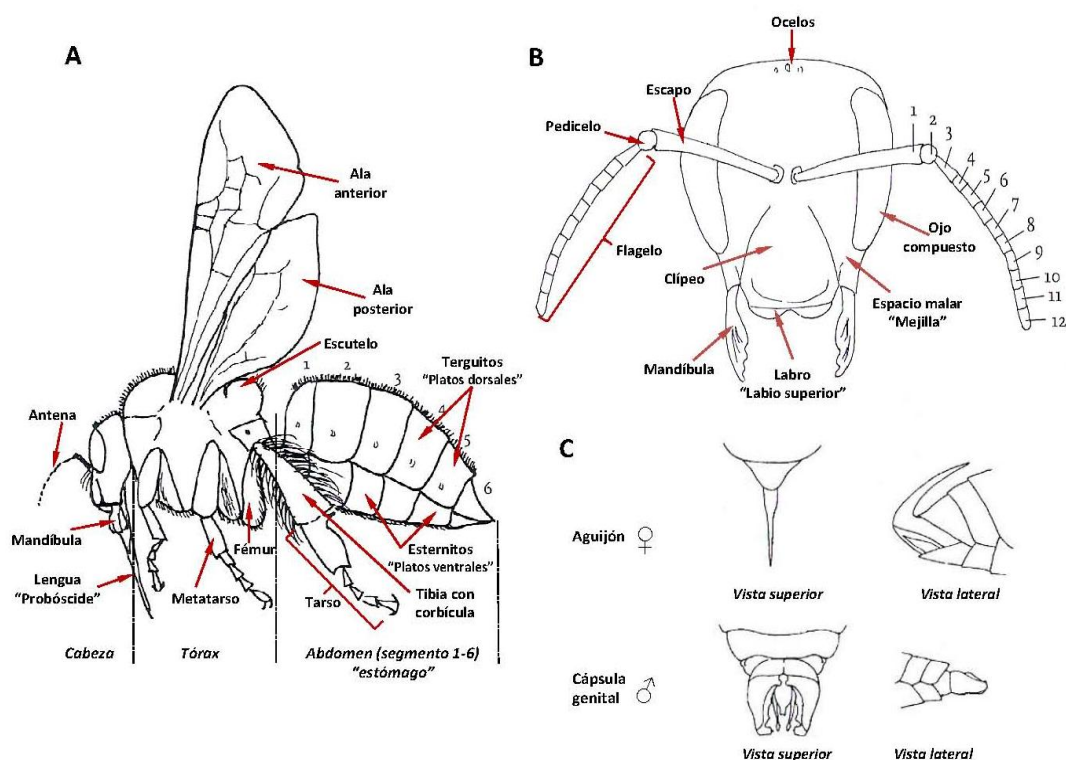 A
Ala
anterior
Ala
posterior
Escutelo
Terguitos
"Platos dorsales"
1
2
3
4
5
6
Antena
Mandíbula
Lengua
"Probóscide"
Metatarso
Fémur
Tarso
Esternitos
"Platos ventrales"
Tibia con
corbícula
Cabeza
Tórax
Abdomen (segmento 1-6)
"estómago"
B
Ocelos
Escapo
Pedicelo
Flagelo
Clípeo
Mandíbula
Labro
"Labio superior"
Espacio malar
"Mejilla"
Ojo
compuesto
1
2
3
4
5
6
7
8
9
10
11
12
C
Aguijón ♀
Vista superior
Vista lateral
Cápsula
genital ♂
Vista superior
Vista lateral